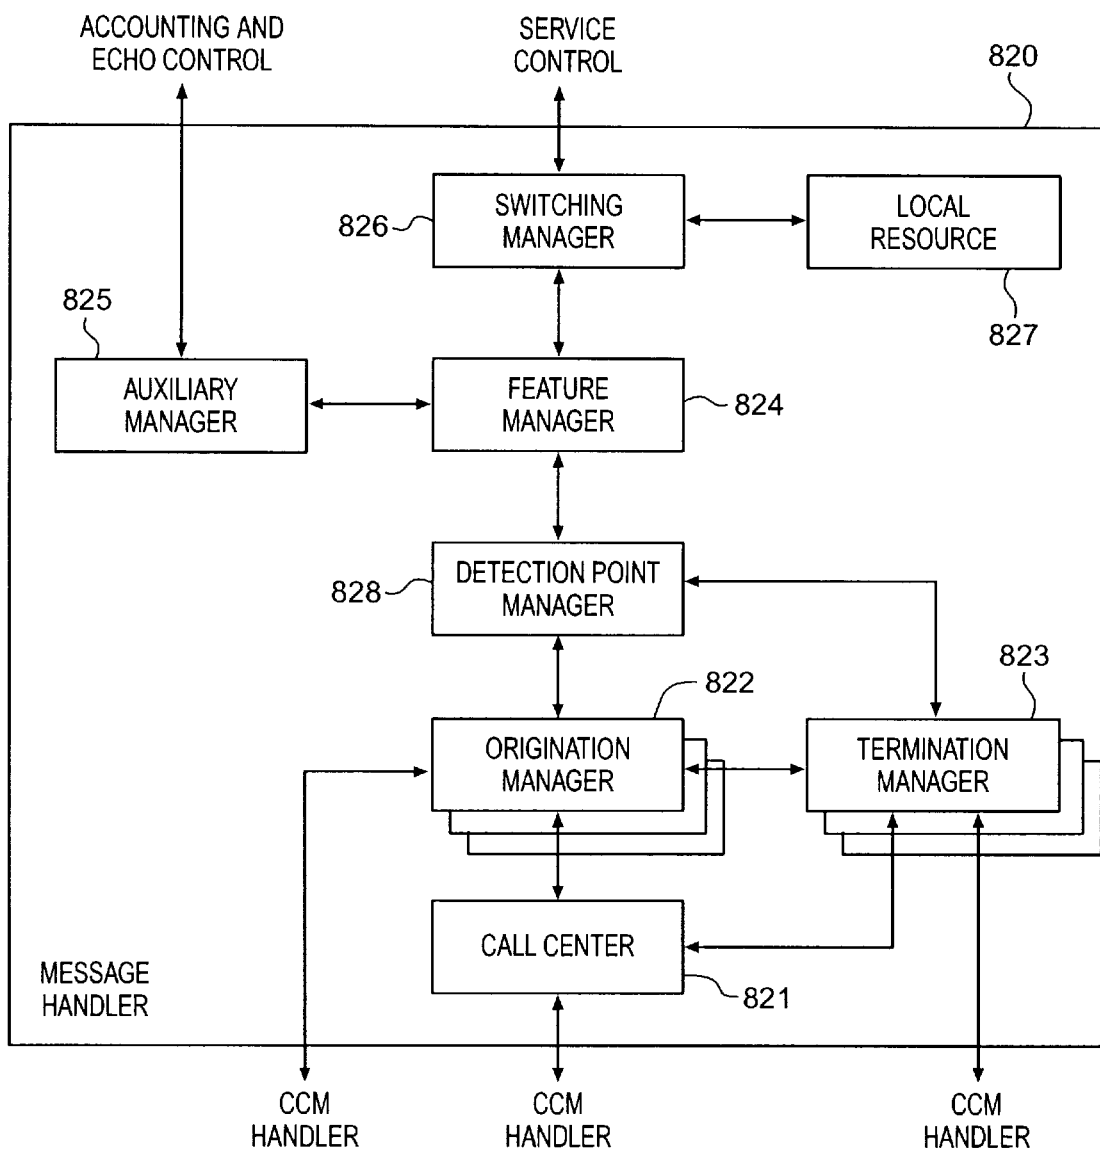 ACCOUNTING AND
ECHO CONTROL
SERVICE
CONTROL
820
SWITCHING
MANAGER
826
LOCAL
RESOURCE
827
825
AUXILIARY
MANAGER
FEATURE
MANAGER
824
DETECTION POINT
MANAGER
828
822
823
ORIGINATION
MANAGER
TERMINATION
MANAGER
CALL CENTER
821
MESSAGE
HANDLER
CCM
HANDLER
CCM
HANDLER
CCM
HANDLER